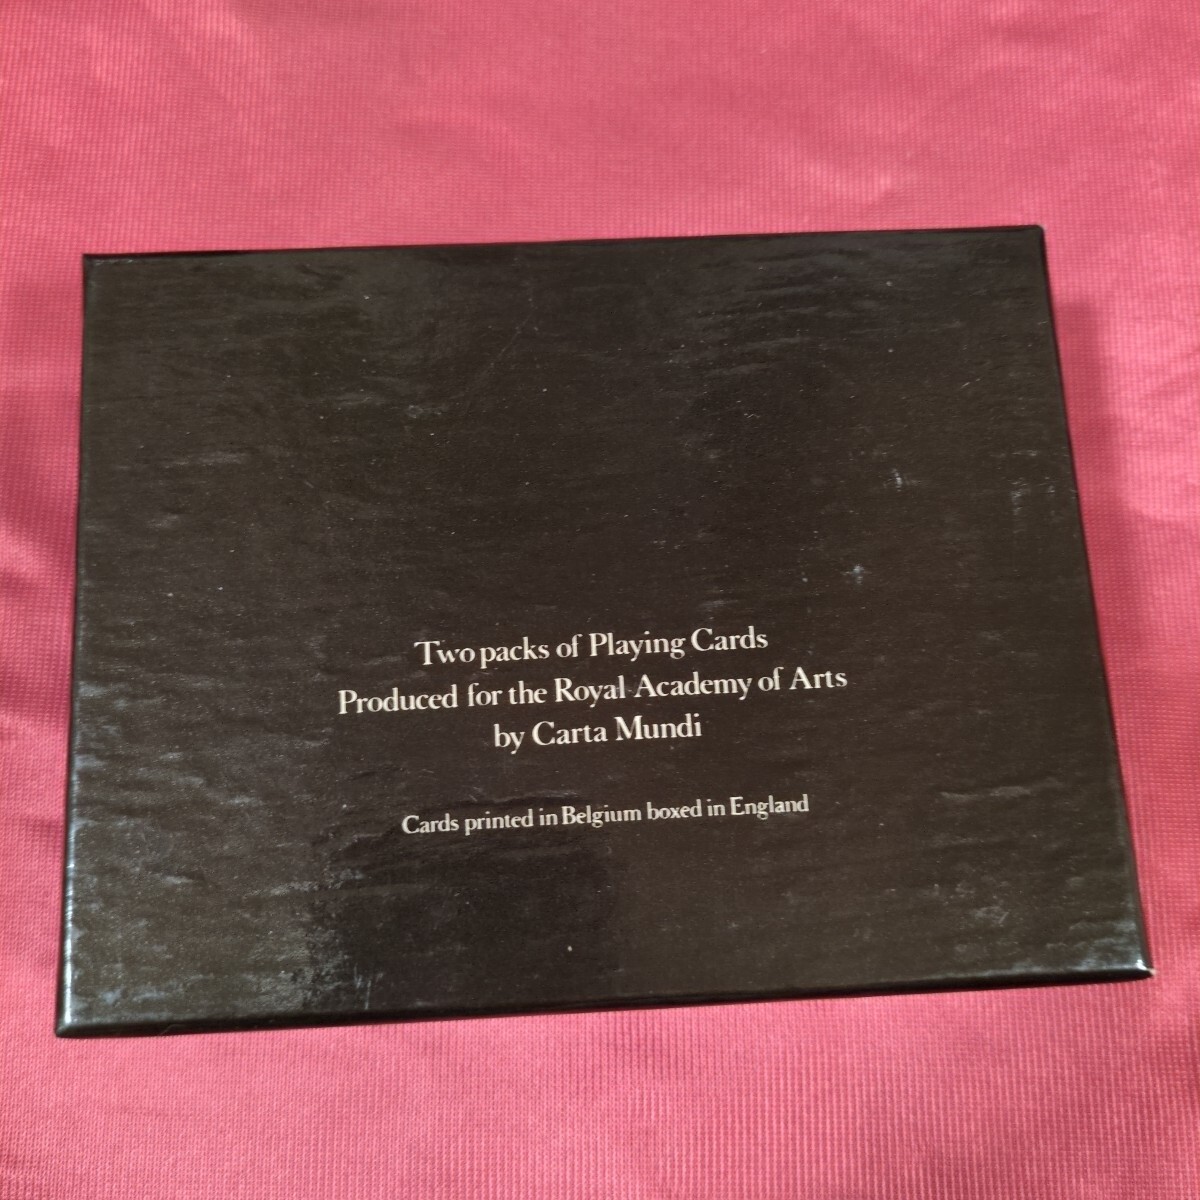 Two packs of Playing Cards
Produced for the Royal Academy of Arts
by Carta Mundi
Cards printed in Belgium boxed in England